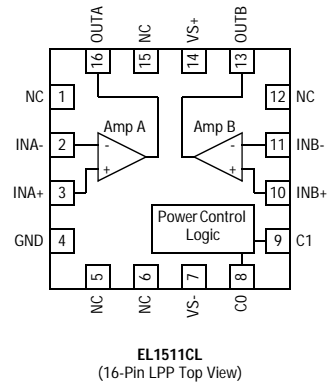 OUTA
NC
VS+
OUTB
16
15
14
13
NC
1
12
NC
Amp A
Amp B
INA-
2
-
-
11
INB-
INA+
3
+
+
10
INB+
Power Control
Logic
GND
4
9
C1
5
6
7
8
NC
NC
VS-
C0
EL1511CL
(16-Pin LPP Top View)